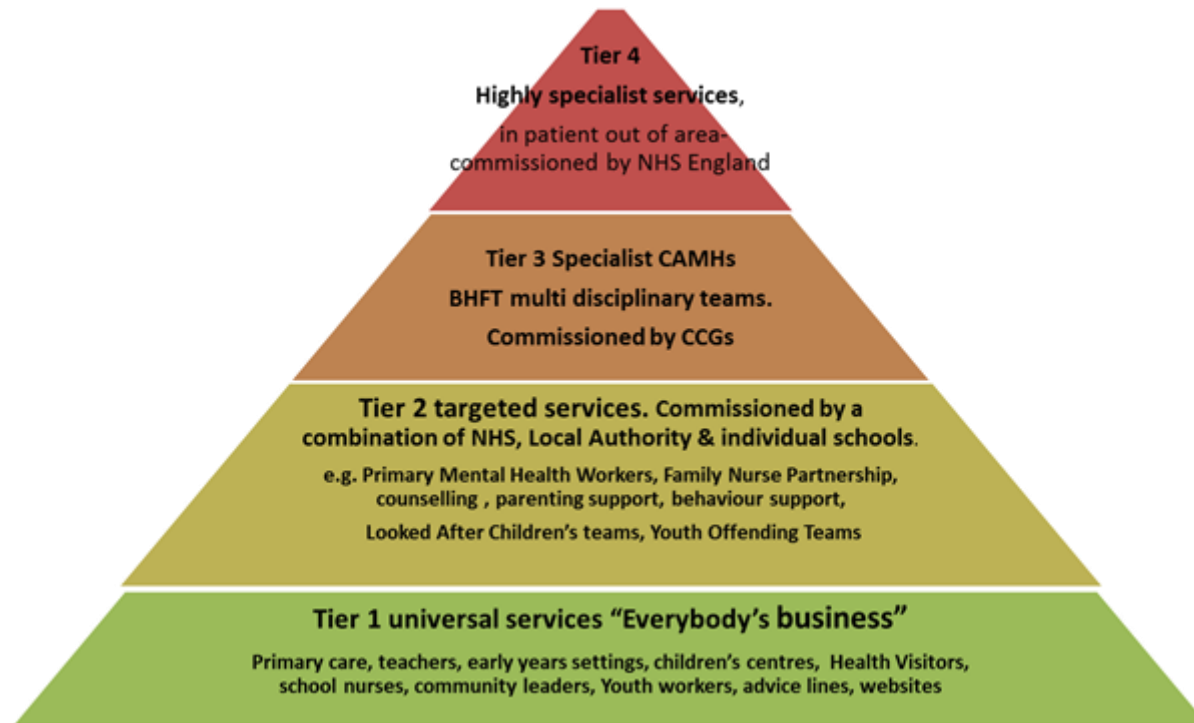 Tier 4
Highly specialist services,
in patient out of area-
commissioned by NHS England
Tier 3 Specialist CAMHs
BHFT multi disciplinary teams.
Commissioned by CCGs
Tier 2 targeted services. Commissioned by a
combination of NHS, Local Authority & individual schools.
e.g. Primary Mental Health Workers, Family Nurse Partnership,
counselling , parenting support, behaviour support,
Looked After Children’s teams, Youth Offending Teams
Tier 1 universal services “Everybody’s business”
Primary care, teachers, early years settings, children’s centres, Health Visitors,
school nurses, community leaders, Youth workers, advice lines, websites